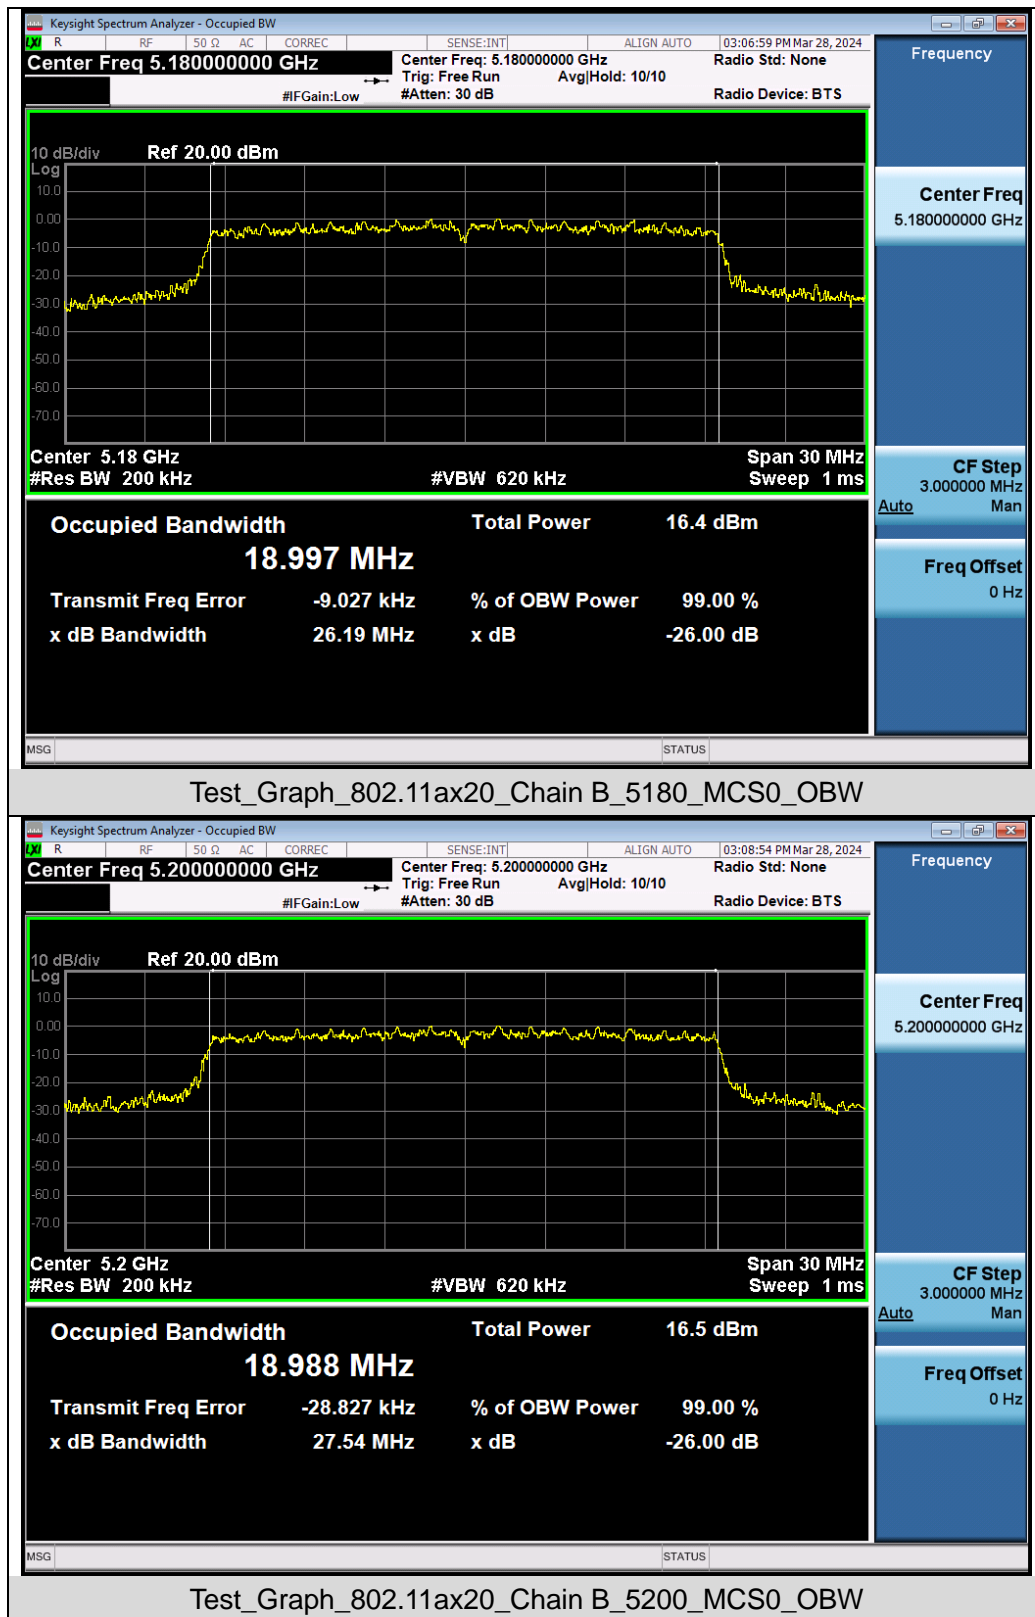 Keysight Spectrum Analyzer - Occupied BW
LXI R RF 50 Ω AC CORREC SENSE:INT ALIGN AUTO 03:06:59 PM Mar 28, 2024
Center Freq 5.180000000 GHz
Center Freq: 5.180000000 GHz
Radio Std: None
Trig: Free Run Avg|Hold: 10/10
#IFGain:Low
#Atten: 30 dB
Radio Device: BTS
Frequency
10 dB/div Ref 20.00 dBm
Log
10.0
0.00
-10.0
-20.0
-30.0
-40.0
-50.0
-60.0
-70.0
Center 5.18 GHz Span 30 MHz
#Res BW 200 kHz #VBW 620 kHz Sweep 1 ms
Center Freq
5.180000000 GHz
CF Step
3.000000 MHz
Auto Man
Freq Offset
0 Hz
Occupied Bandwidth Total Power 16.4 dBm
18.997 MHz
Transmit Freq Error -9.027 kHz % of OBW Power 99.00 %
x dB Bandwidth 26.19 MHz x dB -26.00 dB
MSG STATUS
Test_Graph_802.11ax20_Chain B_5180_MCS0_OBW
Keysight Spectrum Analyzer - Occupied BW
LXI R RF 50 Ω AC CORREC SENSE:INT ALIGN AUTO 03:08:54 PM Mar 28, 2024
Center Freq 5.200000000 GHz
Center Freq: 5.200000000 GHz
Radio Std: None
Trig: Free Run Avg|Hold: 10/10
#IFGain:Low
#Atten: 30 dB
Radio Device: BTS
Frequency
10 dB/div Ref 20.00 dBm
Log
10.0
0.00
-10.0
-20.0
-30.0
-40.0
-50.0
-60.0
-70.0
Center 5.2 GHz Span 30 MHz
#Res BW 200 kHz #VBW 620 kHz Sweep 1 ms
Center Freq
5.200000000 GHz
CF Step
3.000000 MHz
Auto Man
Freq Offset
0 Hz
Occupied Bandwidth Total Power 16.5 dBm
18.988 MHz
Transmit Freq Error -28.827 kHz % of OBW Power 99.00 %
x dB Bandwidth 27.54 MHz x dB -26.00 dB
MSG STATUS
Test_Graph_802.11ax20_Chain B_5200_MCS0_OBW